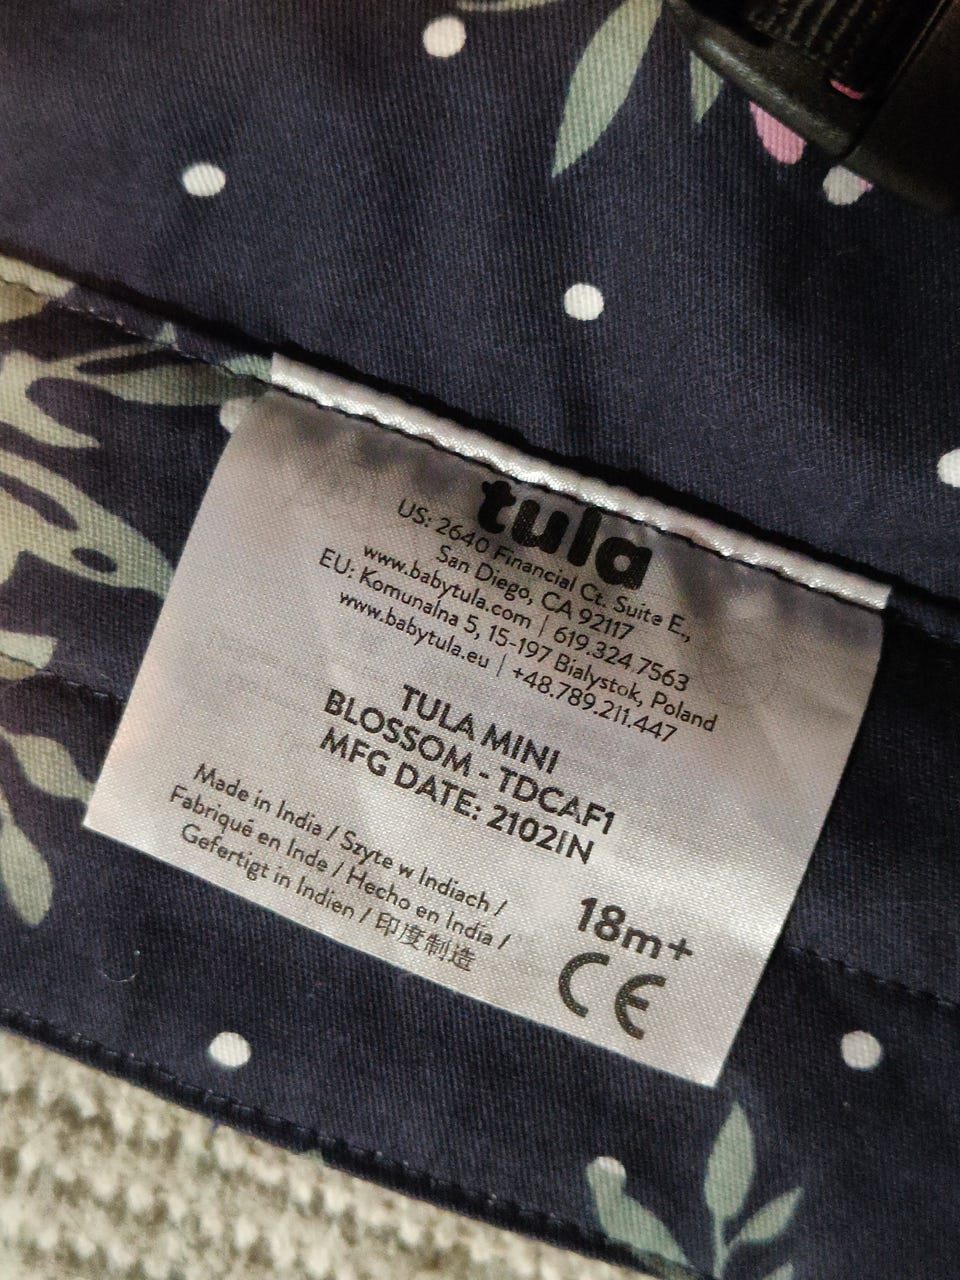 tula
US: 2640 Financial Ct. Suite E.,
San Diego, CA 92117
www.babytula.com | 619.324.7563
EU: Komunalna 5, 15-197 Bialystok, Poland
www.babytula.eu | +48.789.211.447
TULA MINI
BLOSSOM - TDCAF1
MFG DATE: 2102IN
Made in India / Szyte w Indiach /
Fabriqué en Inde / Hecho en India /
Gefertigt in Indien / 印度制造
18m+
CE